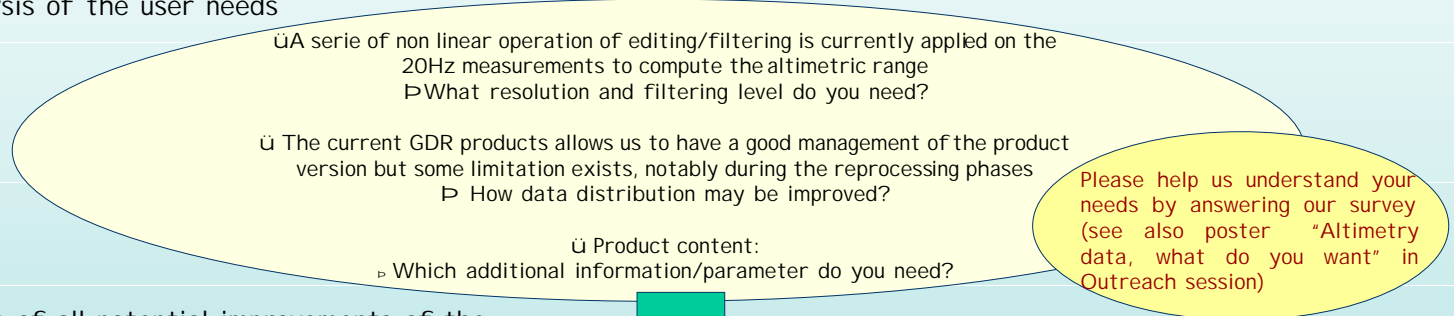 sis of the user needs
üA serie of non linear operation of editing/filtering is currently applied on the
20Hz measurements to compute the altimetric range
ÞWhat resolution and filtering level do you need?
ü The current GDR products allows us to have a good management of the product
version but some limitation exists, notably during the reprocessing phases
Þ How data distribution may be improved?
ü Product content:
Þ Which additional information/parameter do you need?
Please help us understand your
needs by answering our survey
(see also poster "Altimetry
data, what do you want" in
Outreach session)
of all potential improvements of the